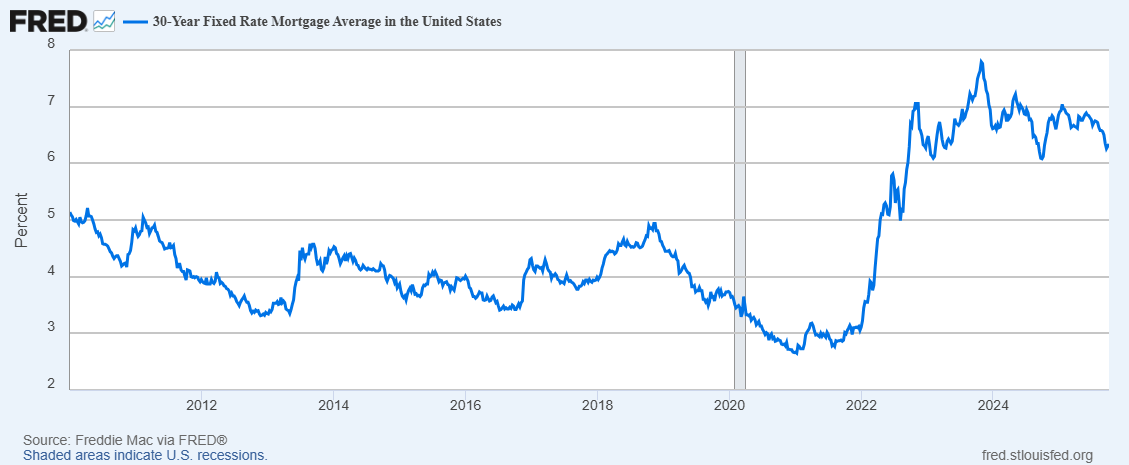 FRED® 30-Year Fixed Rate Mortgage Average in the United States
8
7
6
5
4
3
2
Percent
2012 2014 2016 2018 2020 2022 2024
Source: Freddie Mac via FRED®
Shaded areas indicate U.S. recessions. fred.stlouisfed.org